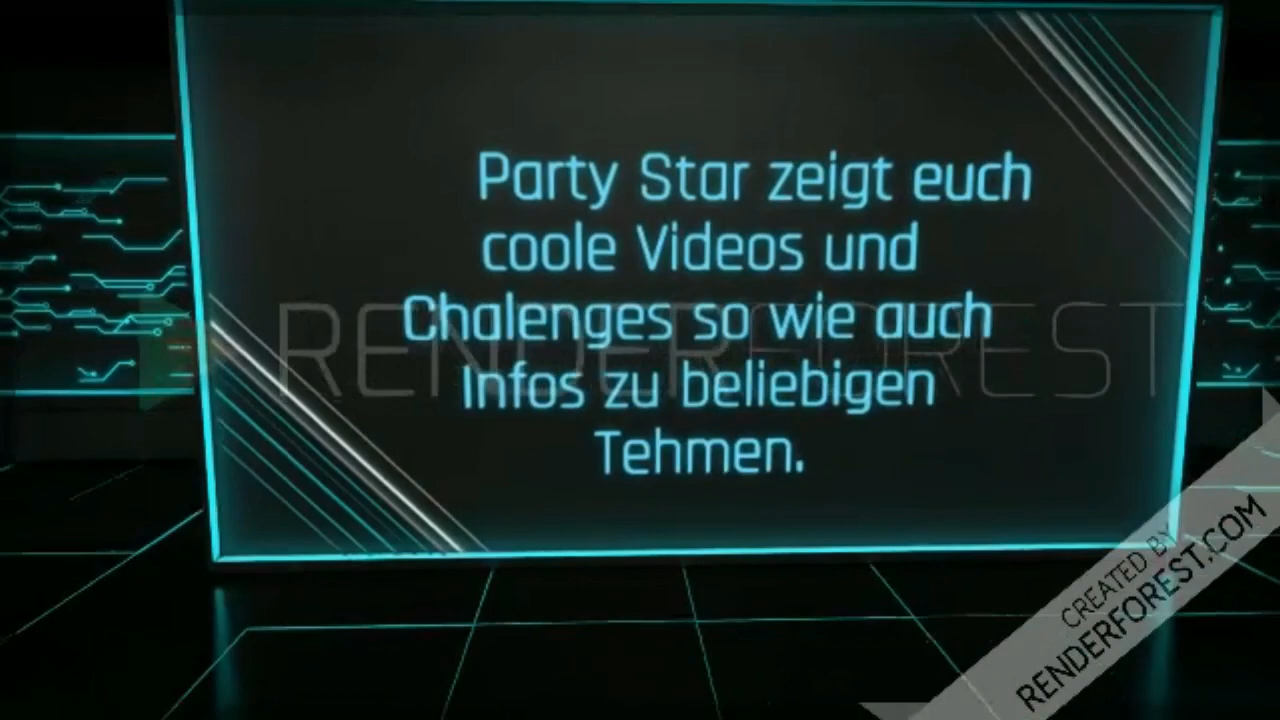 Party Star zeigt euch
coole Videos und
Chalenges so wie auch
Infos zu beliebigen
Tehmen.
RENDERFOREST
CREATED BY
RENDERFOREST.COM